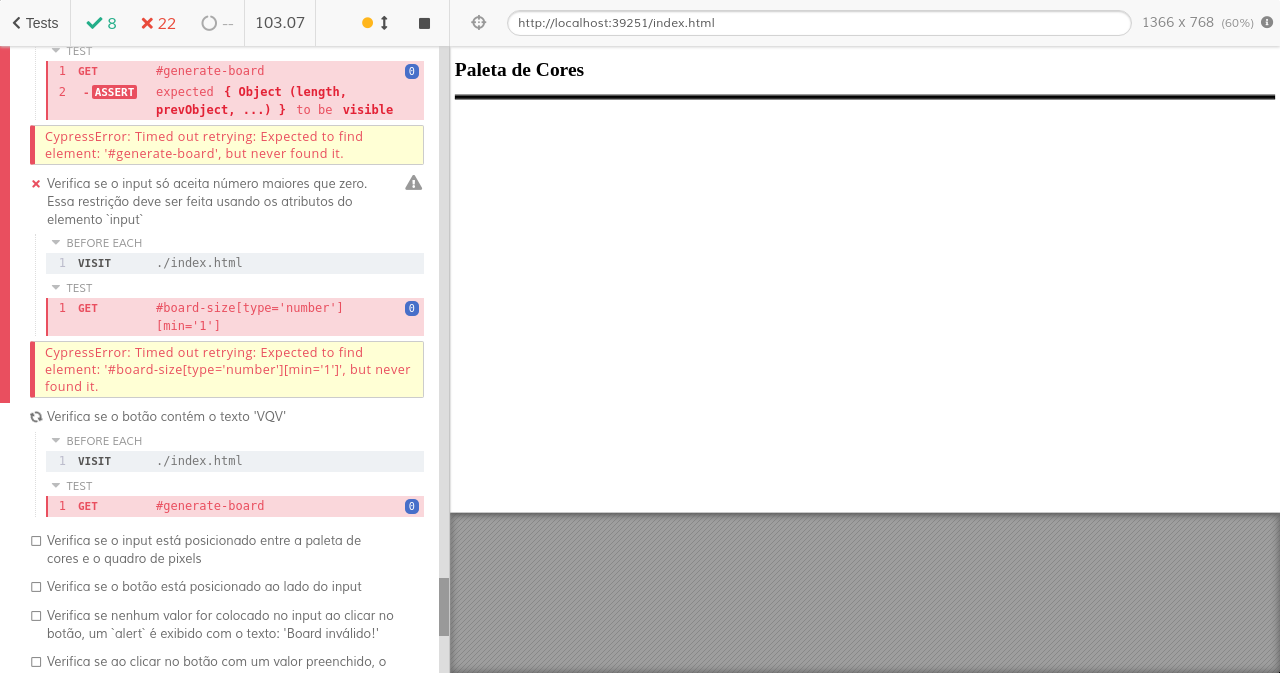 Tests 8 22 -- 103.07 http://localhost:39251/index.html 1366 x 768 (60%)
TEST
1 GET #generate-board 0
2 -ASSERT expected { Object (length,
prevObject, ...) } to be visible
CypressError: Timed out retrying: Expected to find
element: '#generate-board', but never found it.
Verifica se o input só aceita número maiores que zero.
Essa restrição deve ser feita usando os atributos do
elemento `input`
BEFORE EACH
1 VISIT ./index.html
TEST
1 GET #board-size[type='number'] 0
[min='1']
CypressError: Timed out retrying: Expected to find
element: '#board-size[type='number'][min='1']', but never
found it.
Verifica se o botão contém o texto 'VQV'
BEFORE EACH
1 VISIT ./index.html
TEST
1 GET #generate-board 0
Verifica se o input está posicionado entre a paleta de
cores e o quadro de pixels
Verifica se o botão está posicionado ao lado do input
Verifica se nenhum valor for colocado no input ao clicar no
botão, um `alert` é exibido com o texto: 'Board inválido!'
Verifica se ao clicar no botão com um valor preenchido, o
Paleta de Cores